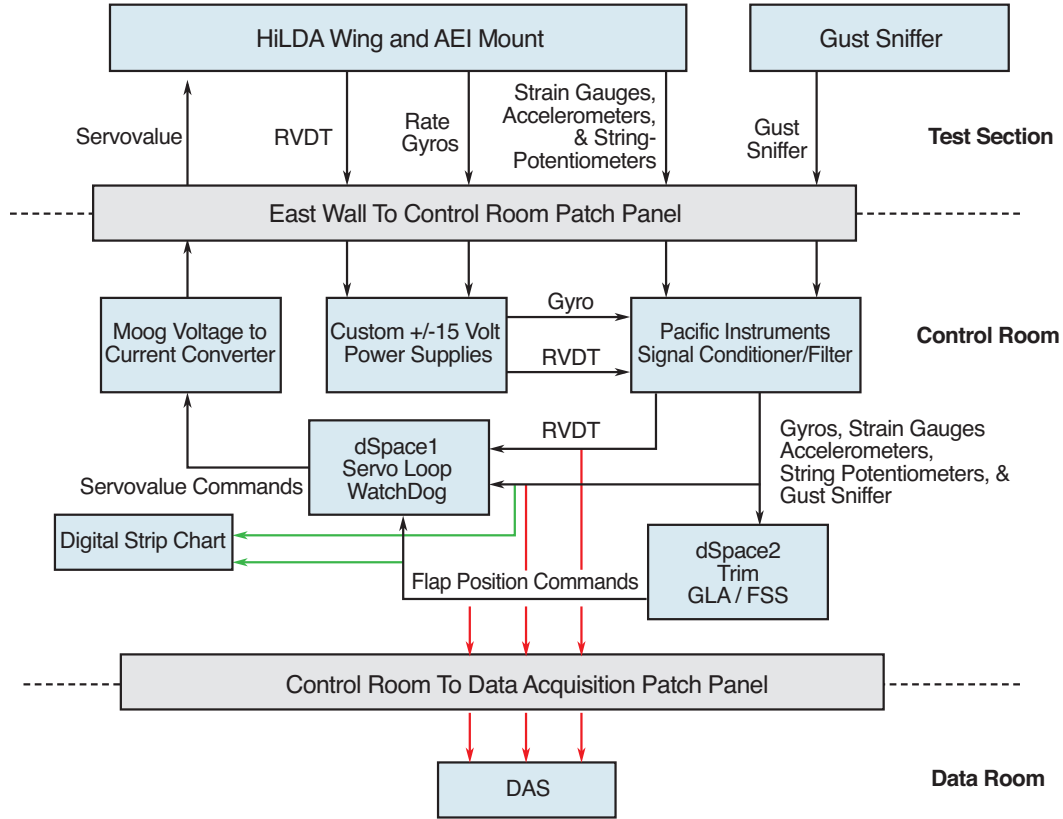 HiLDA Wing and AEI Mount
Gust Sniffer
Servovalue
RVDT
Rate
Gyros
Strain Gauges,
Accelerometers,
& String-
Potentiometers
Gust
Sniffer
Test Section
East Wall To Control Room Patch Panel
Moog Voltage to
Current Converter
Custom +/-15 Volt
Power Supplies
Gyro
RVDT
Pacific Instruments
Signal Conditioner/Filter
Control Room
RVDT
dSpace1
Servo Loop
WatchDog
Gyros, Strain Gauges
Accelerometers,
String Potentiometers, &
Gust Sniffer
Servovalue Commands
Digital Strip Chart
Flap Position Commands
dSpace2
Trim
GLA / FSS
Control Room To Data Acquisition Patch Panel
DAS
Data Room